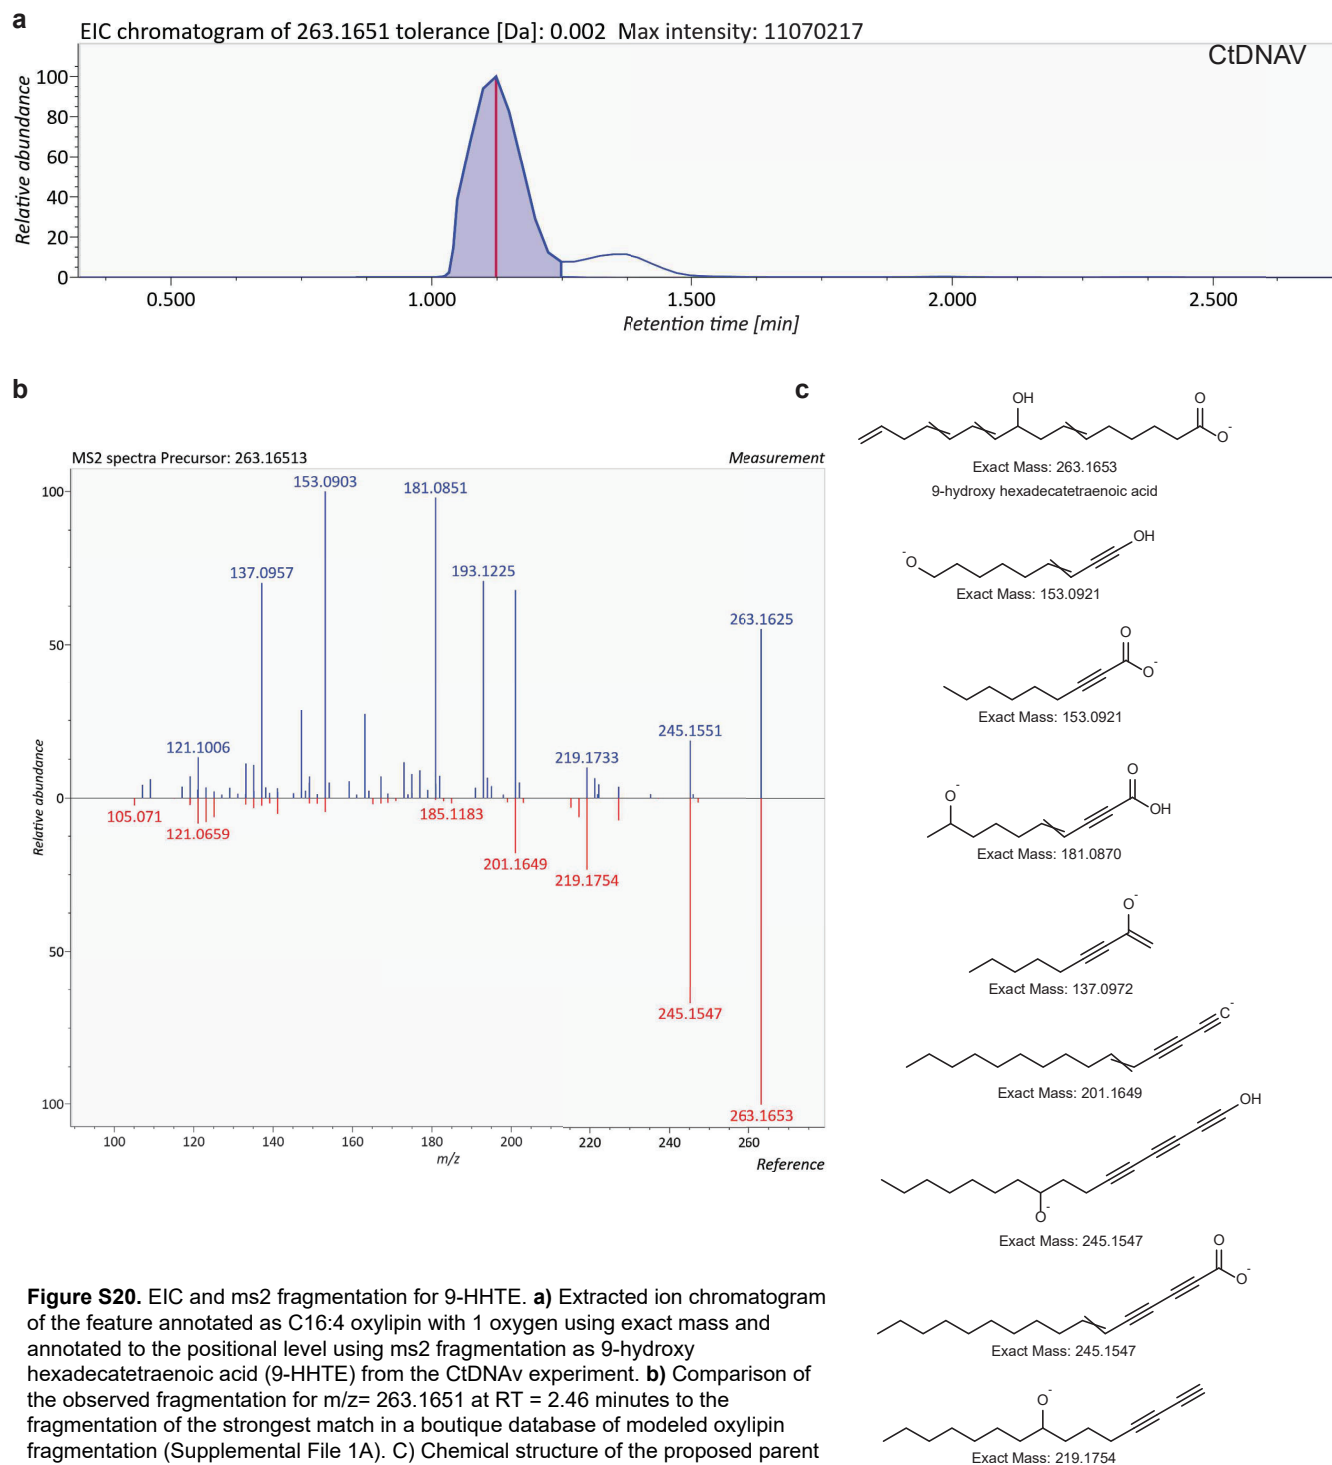 a
EIC chromatogram of 263.1651 tolerance [Da]: 0.002 Max intensity: 11070217
CtDNAV
Relative abundance
100
80
60
40
20
0
0.500 1.000 1.500 2.000 2.500
Retention time [min]
b
MS2 spectra Precursor: 263.16513 Measurement
Relative abundance
100
50
0
50
100
153.0903
181.0851
137.0957
193.1225
263.1625
245.1551
219.1733
121.1006
105.071
121.0659
185.1183
201.1649
219.1754
245.1547
263.1653
100 120 140 160 180 200 220 240 260
m/z
Reference
c
OH O
O-
Exact Mass: 263.1653
9-hydroxy hexadecatetraenoic acid
-O OH
Exact Mass: 153.0921
O
O-
Exact Mass: 153.0921
O- O
OH
Exact Mass: 181.0870
O-
Exact Mass: 137.0972
C-
Exact Mass: 201.1649
OH
O-
Exact Mass: 245.1547
O
O-
Exact Mass: 245.1547
O-
Exact Mass: 219.1754
Figure S20. EIC and ms2 fragmentation for 9-HHTE. a) Extracted ion chromatogram
of the feature annotated as C16:4 oxylipin with 1 oxygen using exact mass and
annotated to the positional level using ms2 fragmentation as 9-hydroxy
hexadecatetraenoic acid (9-HHTE) from the CtDNAv experiment. b) Comparison of
the observed fragmentation for m/z= 263.1651 at RT = 2.46 minutes to the
fragmentation of the strongest match in a boutique database of modeled oxylipin
fragmentation (Supplemental File 1A). C) Chemical structure of the proposed parent